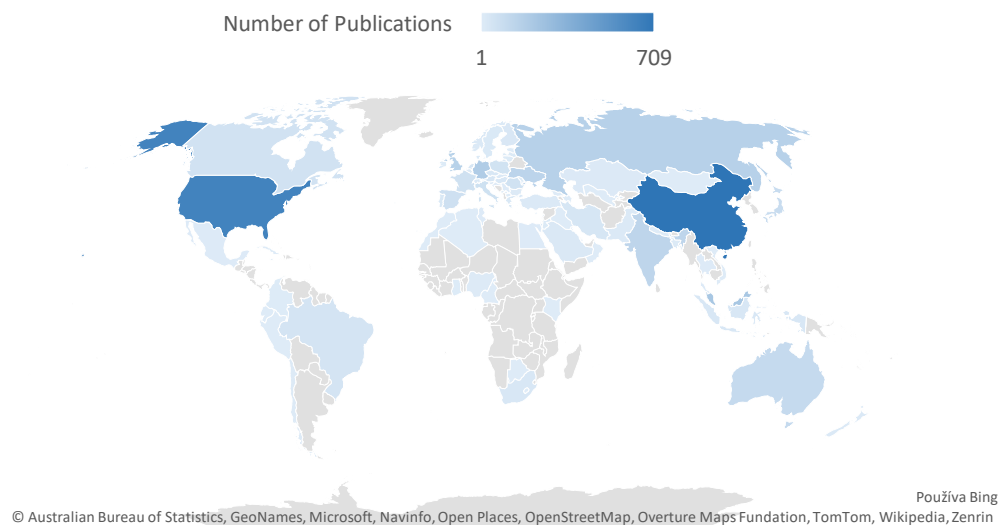 Number of Publications
1 709
Používa Bing
© Australian Bureau of Statistics, GeoNames, Microsoft, Navinfo, Open Places, OpenStreetMap, Overture Maps Fundation, TomTom, Wikipedia, Zenrin